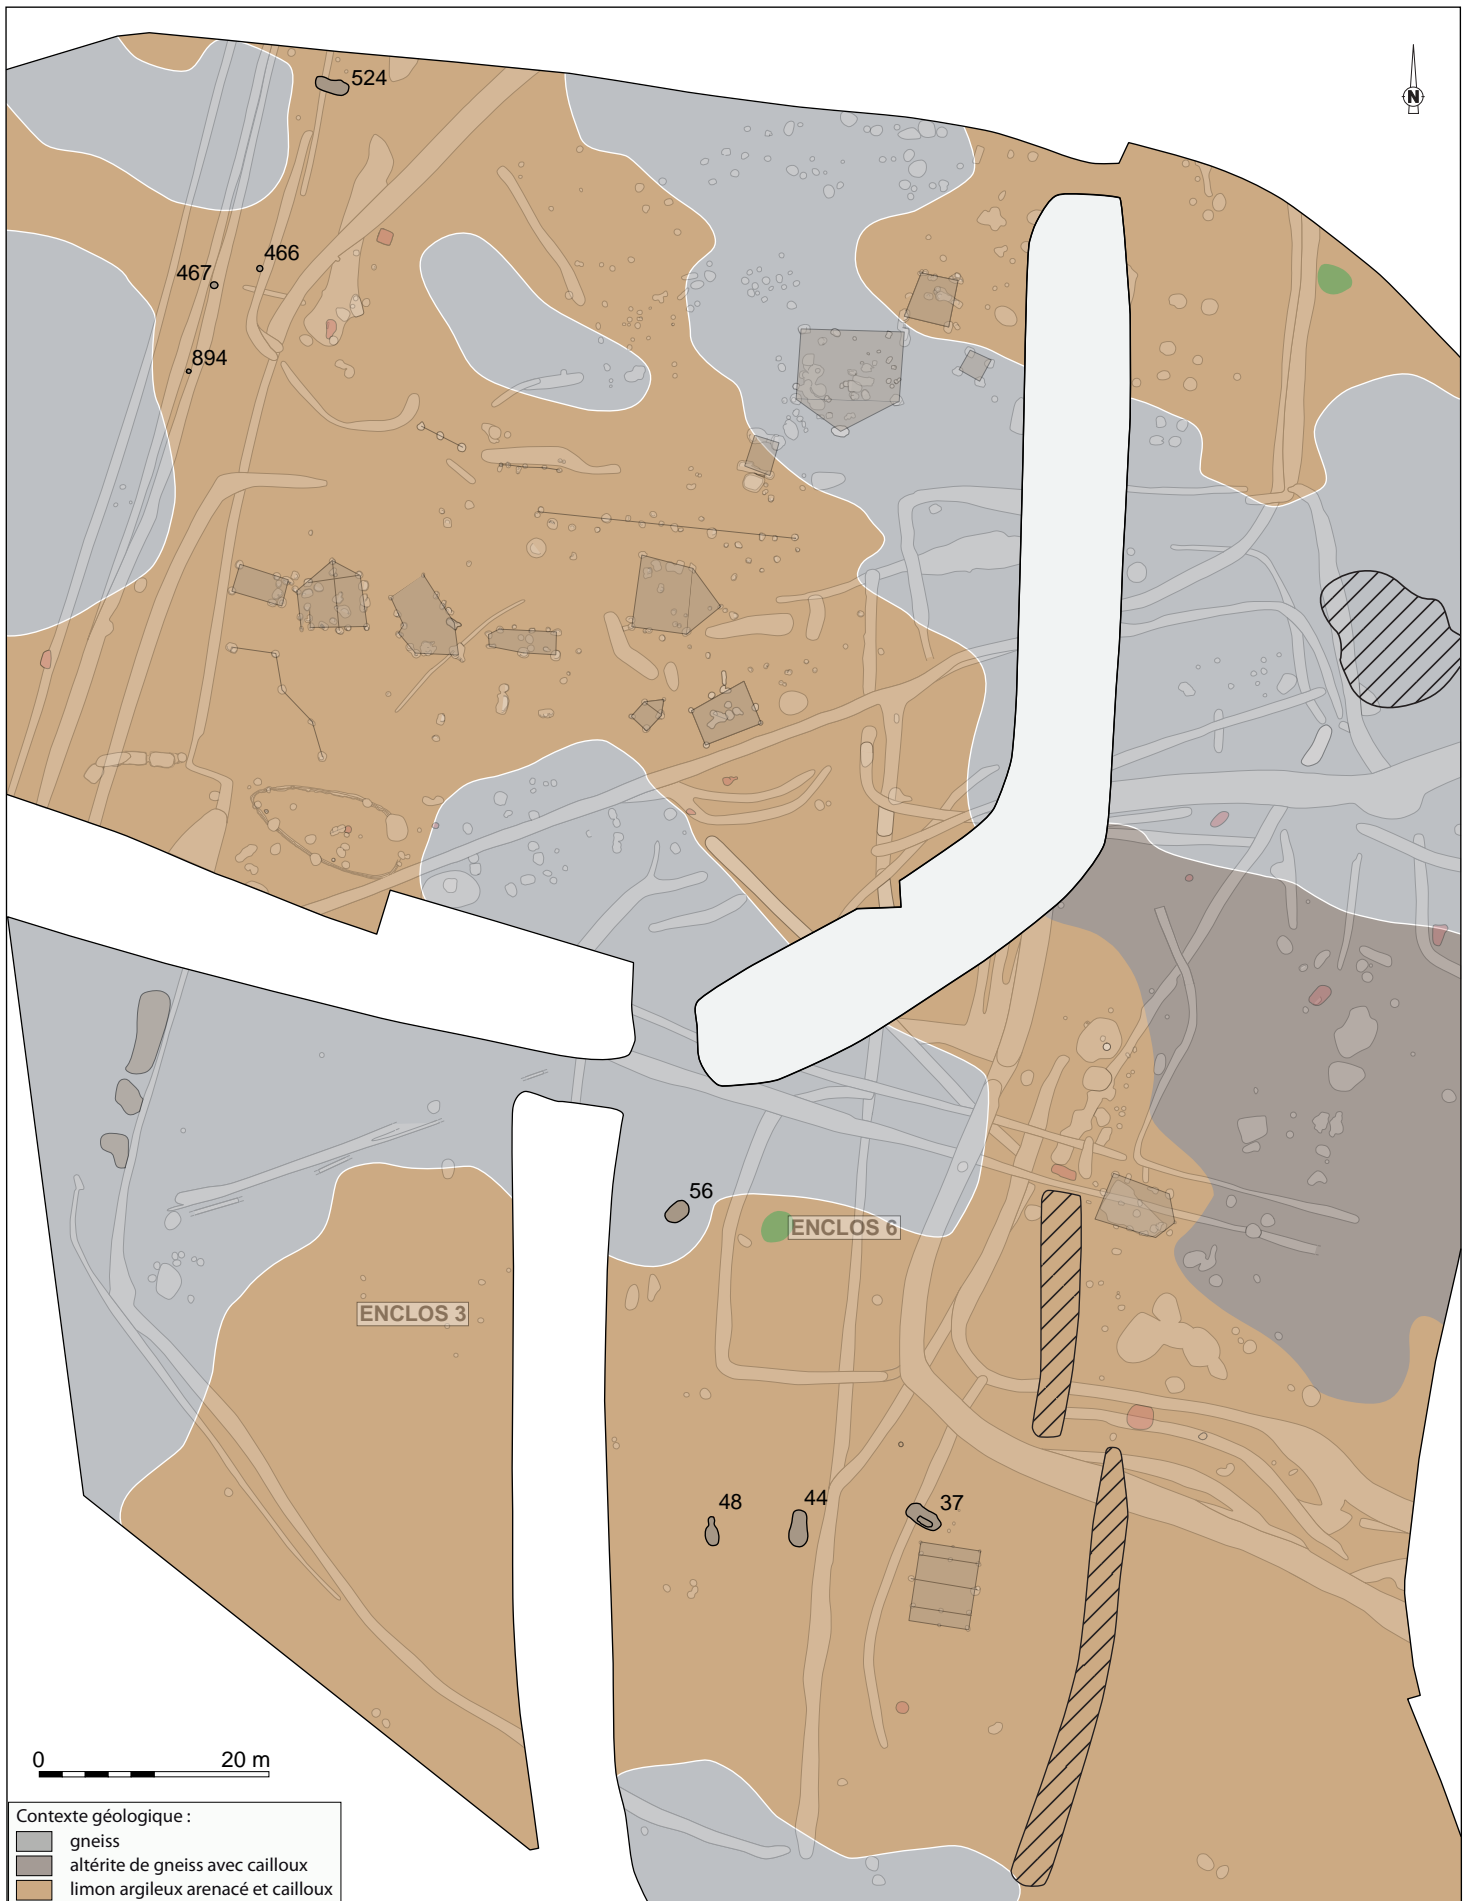 524
N
466
467
894
56
ENCLOS 6
ENCLOS 3
48
44
37
0 20 m
Contexte géologique :
gneiss
altérite de gneiss avec cailloux
limon argileux arenacé et cailloux